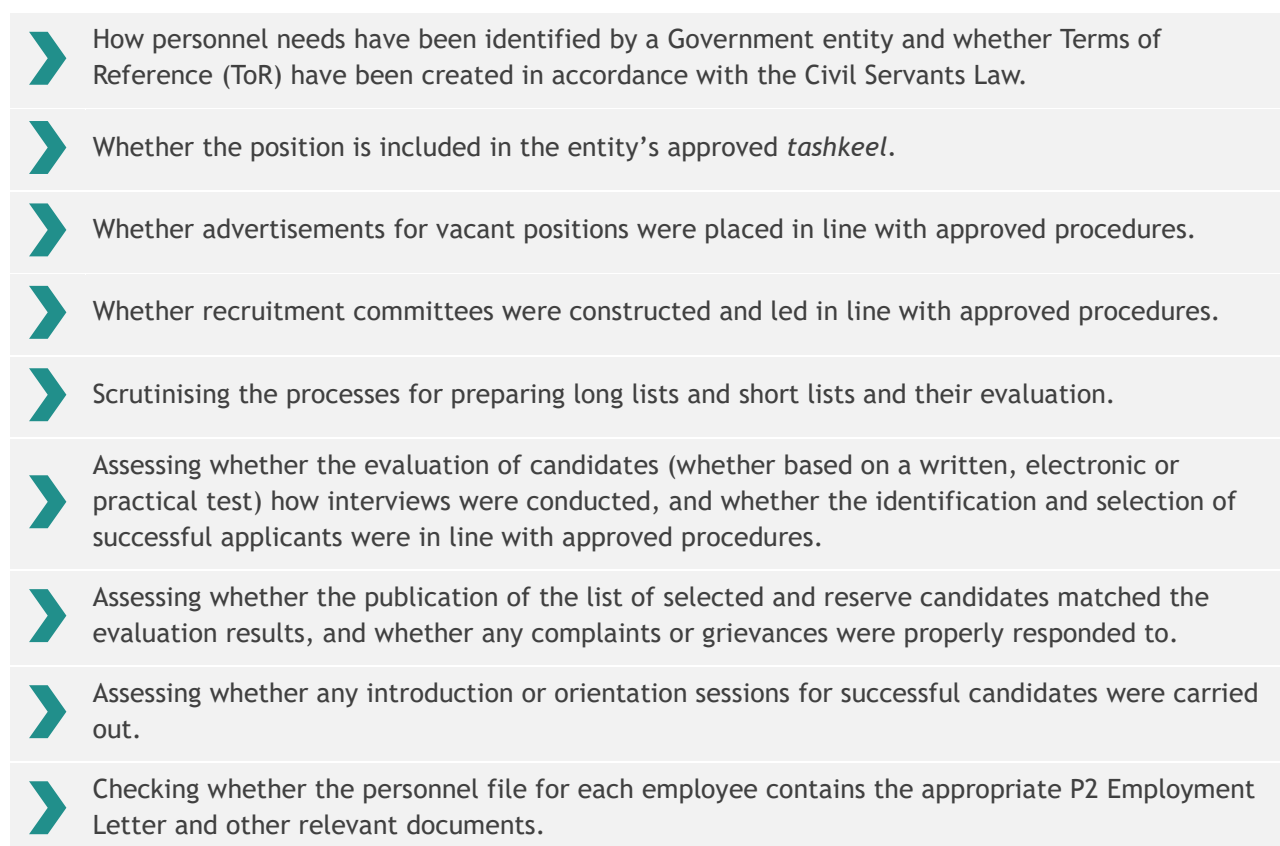 How personnel needs have been identified by a Government entity and whether Terms of
Reference (ToR) have been created in accordance with the Civil Servants Law.
Whether the position is included in the entity’s approved tashkeel.
Whether advertisements for vacant positions were placed in line with approved procedures.
Whether recruitment committees were constructed and led in line with approved procedures.
Scrutinising the processes for preparing long lists and short lists and their evaluation.
Assessing whether the evaluation of candidates (whether based on a written, electronic or
practical test) how interviews were conducted, and whether the identification and selection of
successful applicants were in line with approved procedures.
Assessing whether the publication of the list of selected and reserve candidates matched the
evaluation results, and whether any complaints or grievances were properly responded to.
Assessing whether any introduction or orientation sessions for successful candidates were carried
out.
Checking whether the personnel file for each employee contains the appropriate P2 Employment
Letter and other relevant documents.